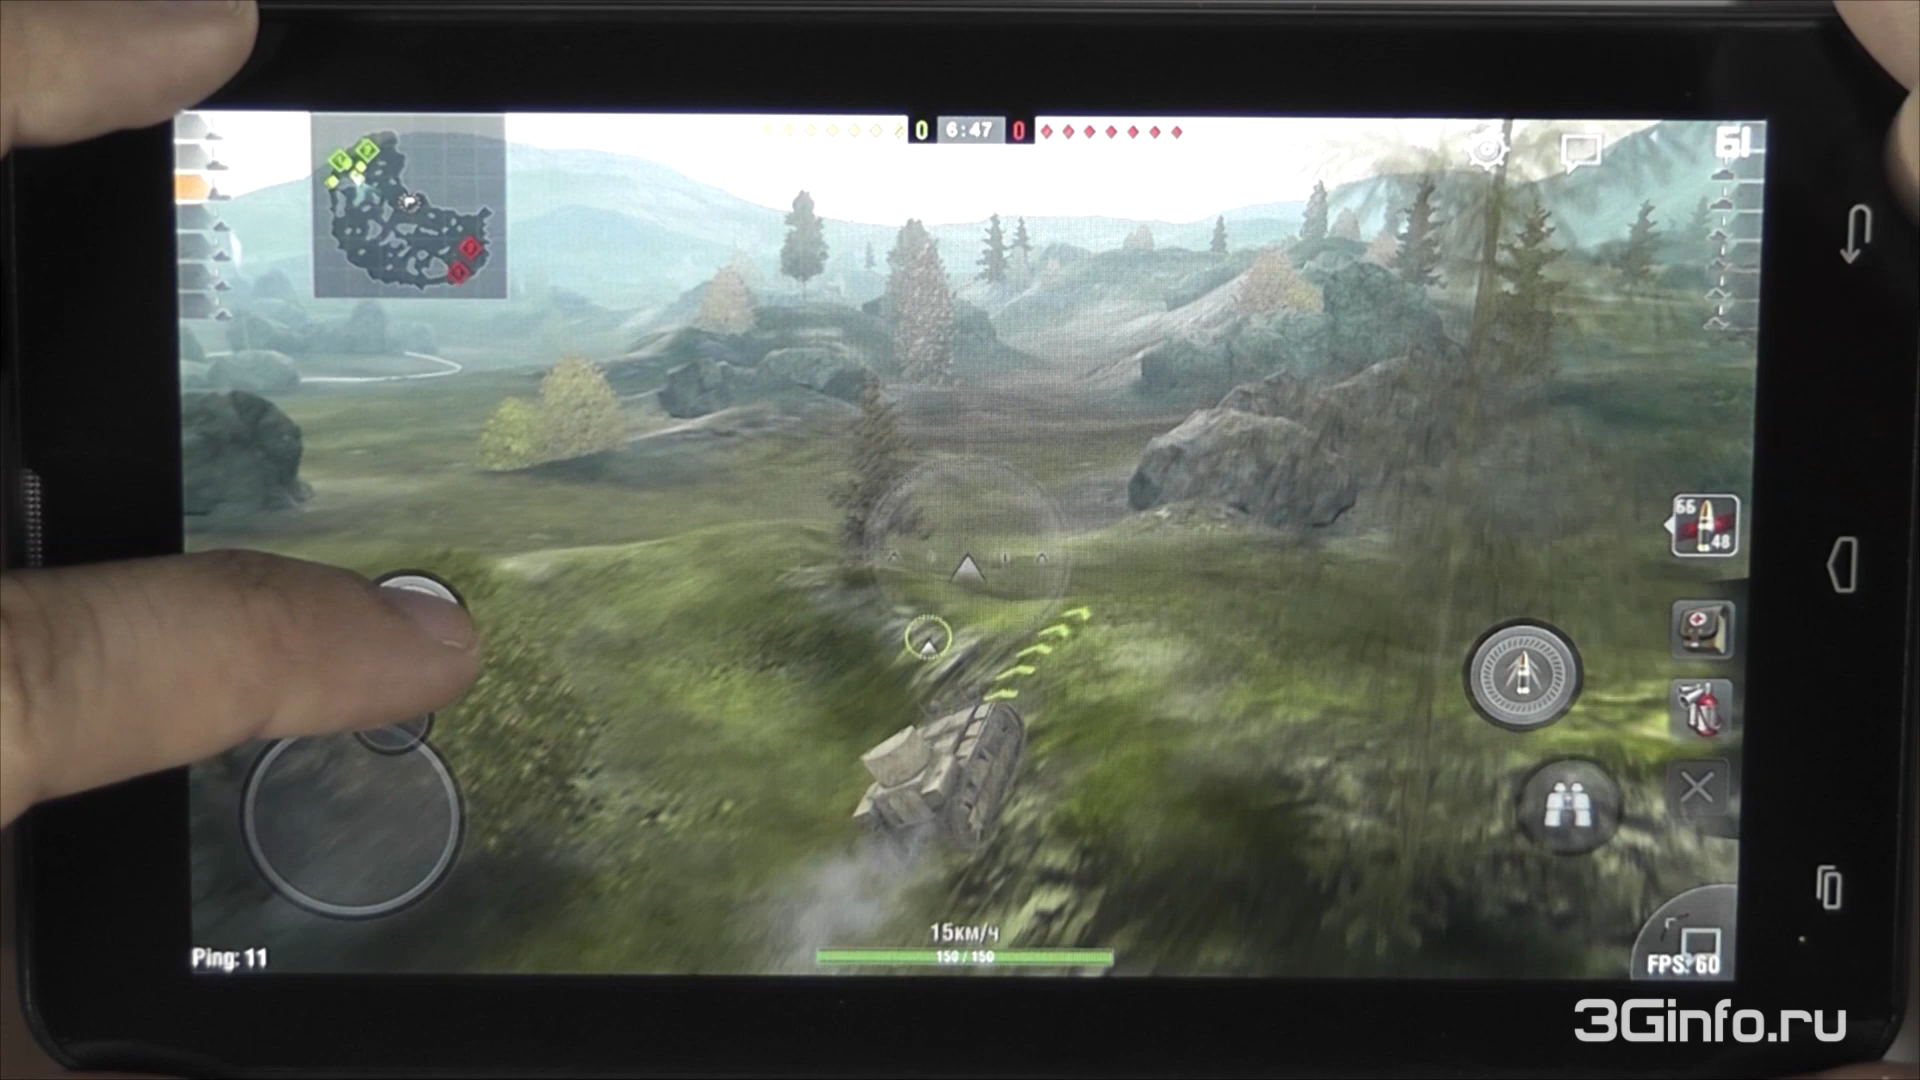 0 6:47 0
66
48
15км/ч
150 / 150
Ping: 11
FPS: 60
3Ginfo.ru